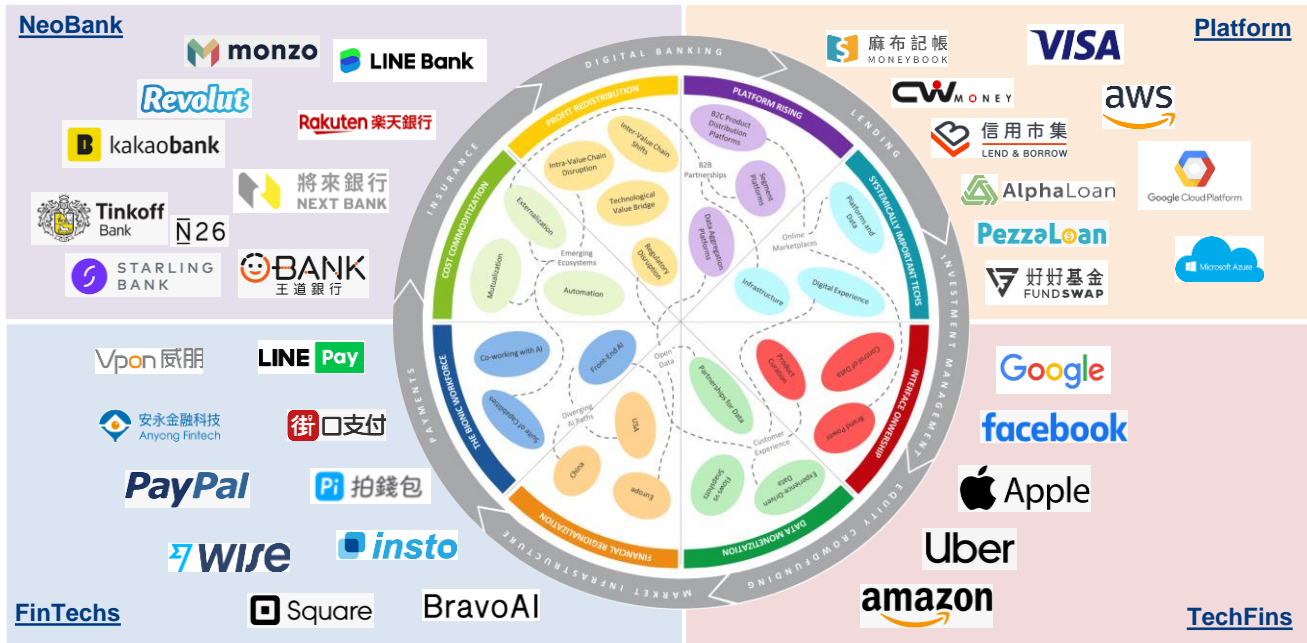 NeoBank
monzo
LINE Bank
Revolut
Rakuten 楽天銀行
B kakaobank
將來銀行
NEXT BANK
Tinkoff
Bank
N26
STARLING
BANK
OBANK
王道銀行
Platform
麻布記帳
MONEYBOOK
VISA
CWMONEY
aws
信用市集
LEND & BORROW
AlphaLoan
Google Cloud Platform
PezzaLoan
Microsoft Azure
好好基金
FUNDSWAP
DIGITAL BANKING
LENDING
INVESTMENT MANAGEMENT
EQUITY CROWDFUNDING
MARKET INFRASTRUCTURE
PAYMENTS
INSURANCE
PROFIT REDISTRIBUTION
Intra-Value Chain
Disruption
Inter-Value Chain
Shifts
Technological
Value Bridge
Regulatory
Disruption
PLATFORM RISING
B2C Product
Distribution
Platforms
B2B
Partnerships
Segment
Platforms
Data Aggregation
Platforms
Online
Marketplaces
SYSTEMICALLY IMPORTANT TECHS
Platforms and
Data
Infrastructure
Digital Experience
INTERFACE OWNERSHIP
Product
Curation
Control of Data
Brand Power
Customer
Experience
DATA MONETIZATION
Partnerships for Data
Experience-Driven
Data
Flows vs
Snapshots
Open
Data
FINANCIAL REGIONALIZATION
USA
China
Europe
Diverging
AI Paths
THE BIONIC WORKFORCE
Co-working with AI
Front-End AI
Suite of Capabilities
COST COMMODITIZATION
Externalization
Mutualization
Automation
Emerging
Ecosystems
Vpon 威朋
LINE Pay
安永金融科技
Anyong Fintech
街口支付
PayPal
Pi 拍錢包
WISE
insto
Square
BravoAI
FinTechs
Google
facebook
Apple
Uber
amazon
TechFins